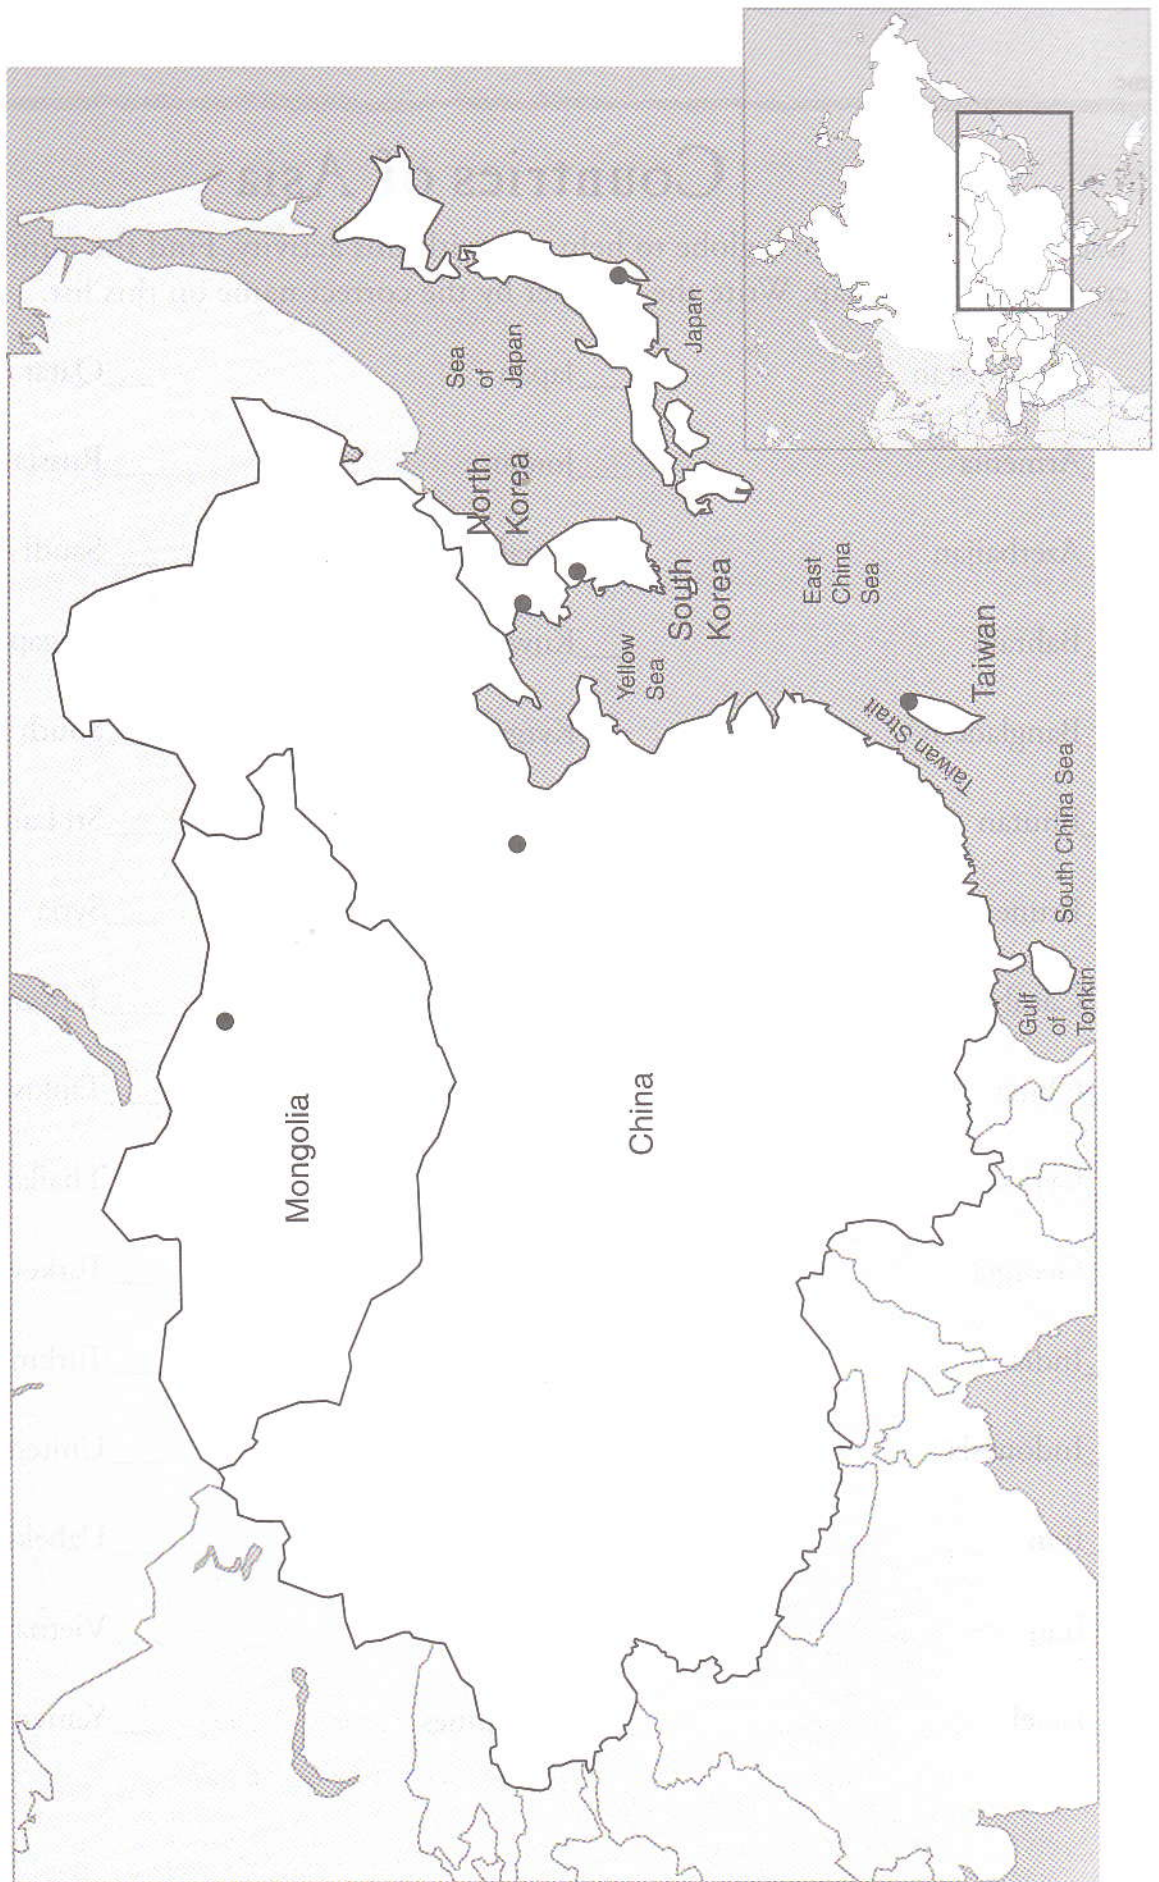 Mongolia
Sea
of
Japan
North
Korea
China
Yellow
Sea
South
Korea
Japan
East
China
Sea
Taiwan Strait
Taiwan
Gulf
of
Tonkin
South China Sea